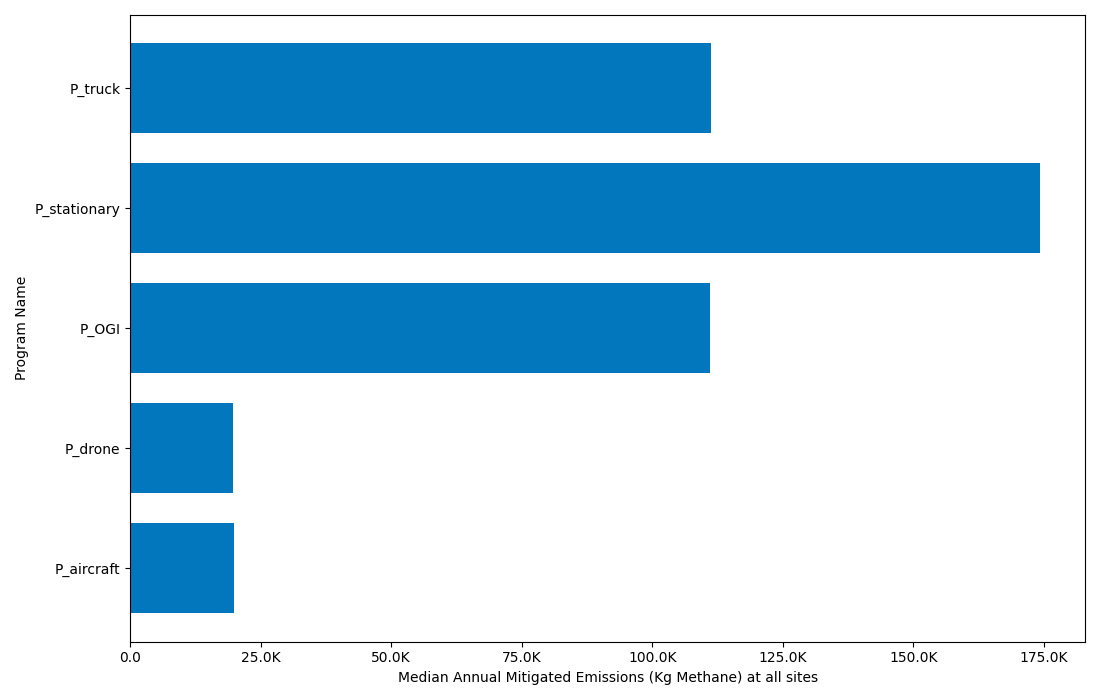 P_truck
P_stationary
P_OGI
P_drone
P_aircraft
Program Name
0.0 25.0K 50.0K 75.0K 100.0K 125.0K 150.0K 175.0K
Median Annual Mitigated Emissions (Kg Methane) at all sites